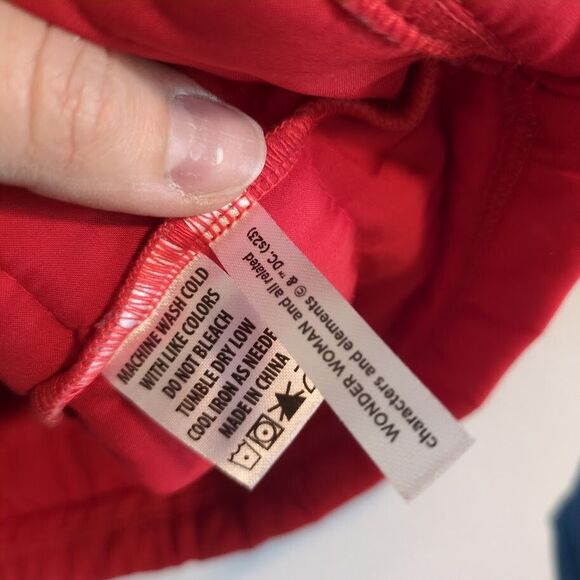 MACHINE WASH COLD
WITH LIKE COLORS
DO NOT BLEACH
TUMBLE DRY LOW
COOL IRON AS NEEDE
MADE IN CHINA
WONDER WOMAN and all related
characters and elements © & ™ DC. (s23)